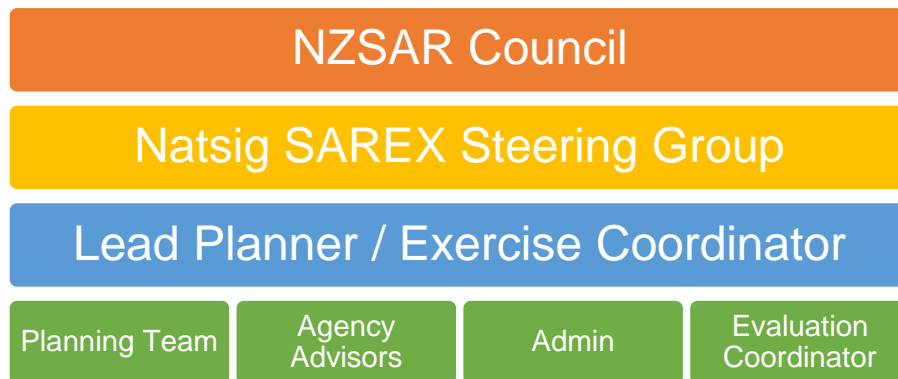 NZSAR Council
Natsig SAREX Steering Group
Lead Planner / Exercise Coordinator
Planning Team
Agency
Advisors
Admin
Evaluation
Coordinator